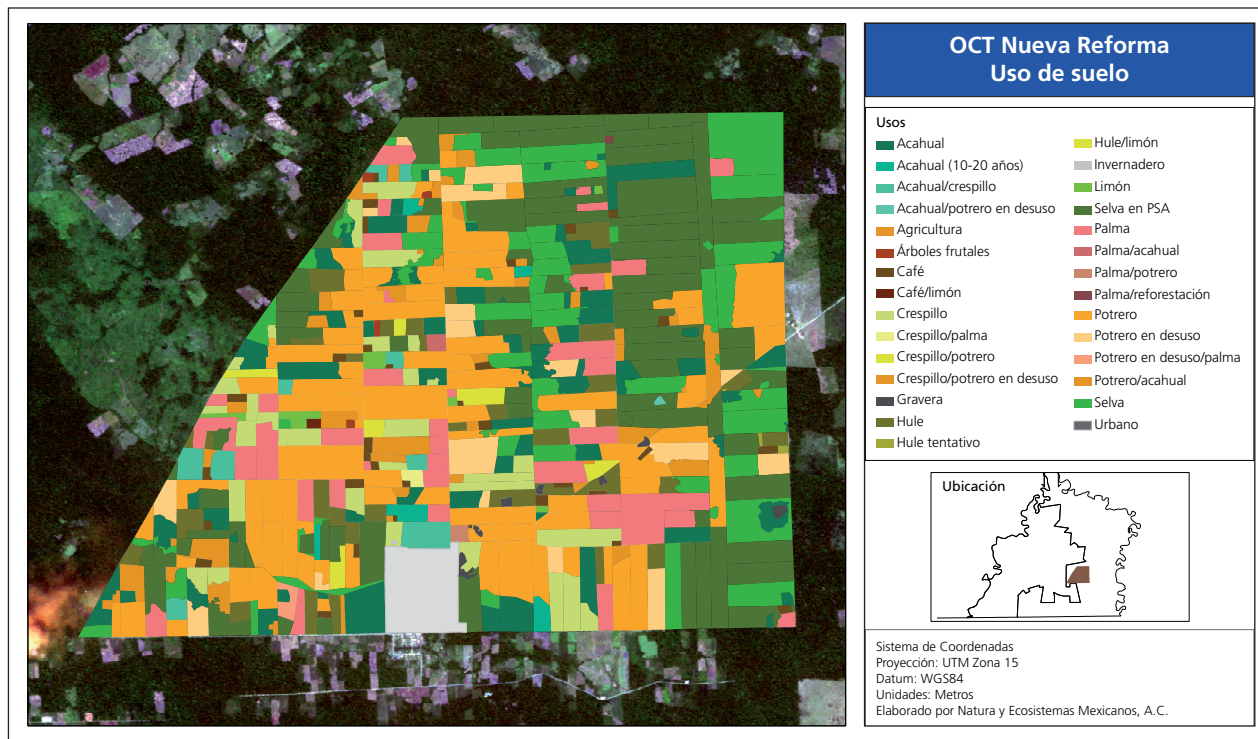 OCT Nueva Reforma
Uso de suelo
Usos
Acahual
Acahual (10-20 años)
Acahual/crespillo
Acahual/potrero en desuso
Agricultura
Árboles frutales
Café
Café/limón
Crespillo
Crespillo/palma
Crespillo/potrero
Crespillo/potrero en desuso
Gravera
Hule
Hule tentativo
Hule/limón
Invernadero
Limón
Selva en PSA
Palma
Palma/acahual
Palma/potrero
Palma/reforestación
Potrero
Potrero en desuso
Potrero en desuso/palma
Potrero/acahual
Selva
Urbano
Ubicación
Sistema de Coordenadas
Proyección: UTM Zona 15
Datum: WGS84
Unidades: Metros
Elaborado por Natura y Ecosistemas Mexicanos, A.C.